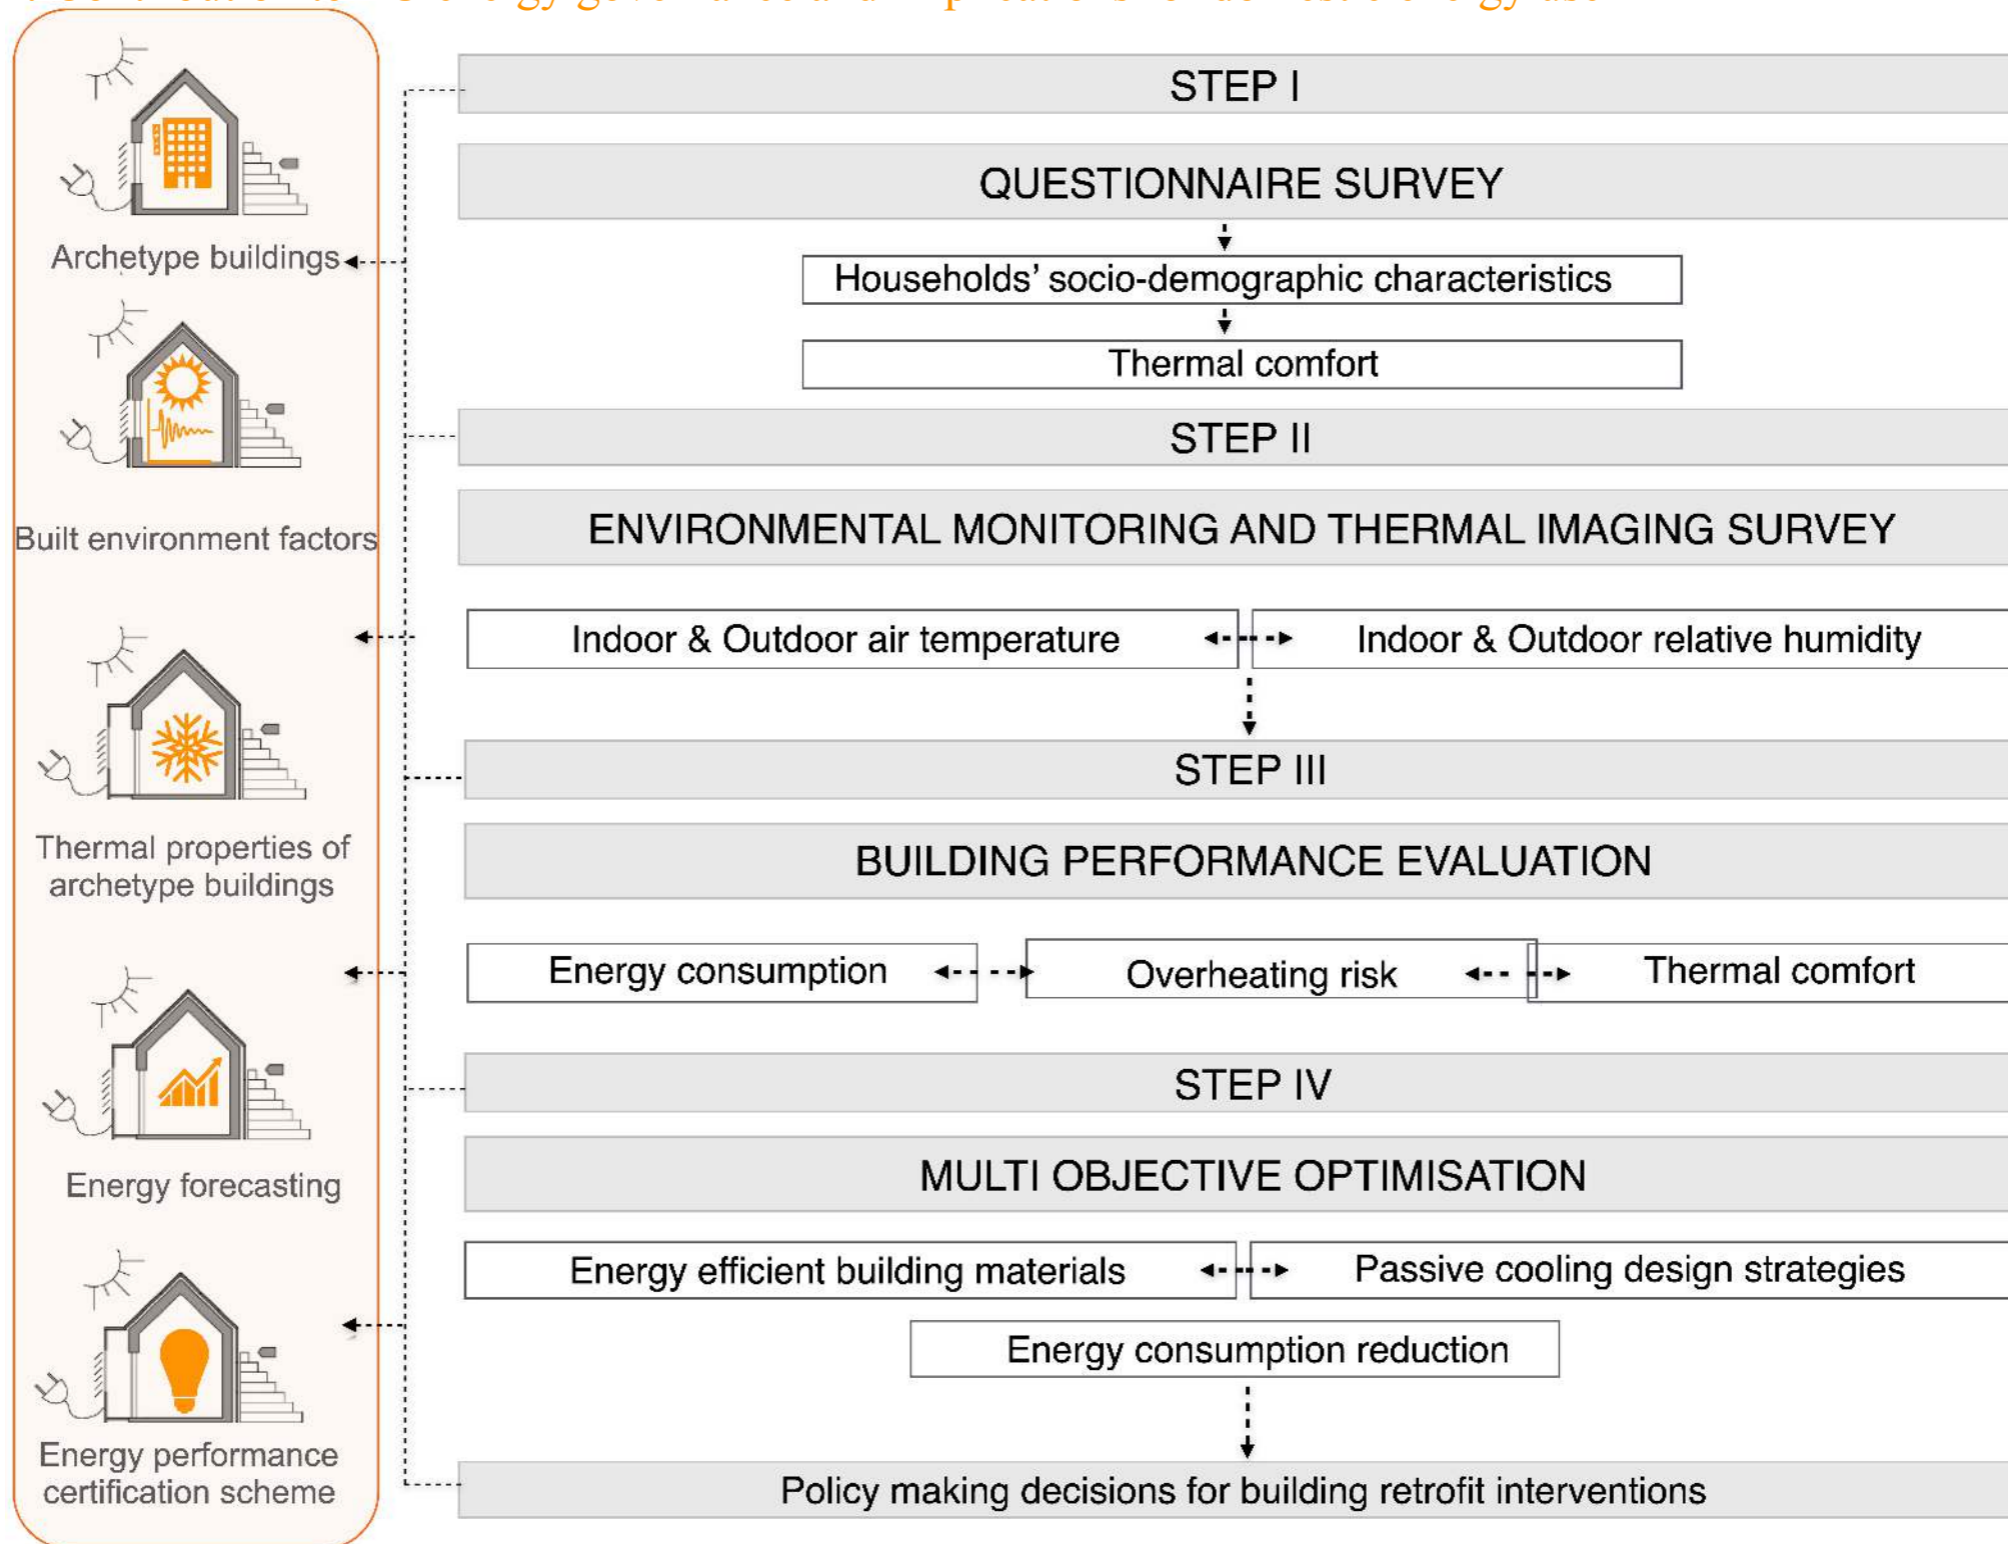 Archetype buildings
Built environment factors
Thermal properties of
archetype buildings
Energy forecasting
Energy performance
certification scheme
STEP I
QUESTIONNAIRE SURVEY
Households’ socio-demographic characteristics
Thermal comfort
STEP II
ENVIRONMENTAL MONITORING AND THERMAL IMAGING SURVEY
Indoor & Outdoor air temperature
Indoor & Outdoor relative humidity
STEP III
BUILDING PERFORMANCE EVALUATION
Energy consumption
Overheating risk
Thermal comfort
STEP IV
MULTI OBJECTIVE OPTIMISATION
Energy efficient building materials
Passive cooling design strategies
Energy consumption reduction
Policy making decisions for building retrofit interventions